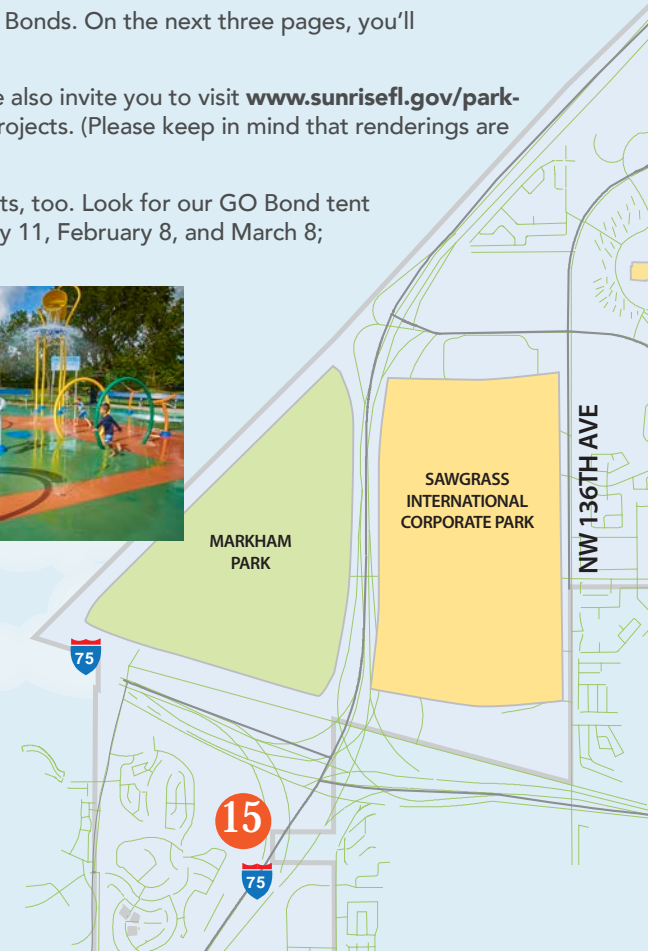 Bonds. On the next three pages, you’ll
e also invite you to visit www.sunrisefl.gov/park-
rojects. (Please keep in mind that renderings are
ts, too. Look for our GO Bond tent
y 11, February 8, and March 8;
SAWGRASS
INTERNATIONAL
CORPORATE PARK
NW 136TH AVE
MARKHAM
PARK
75
15
75